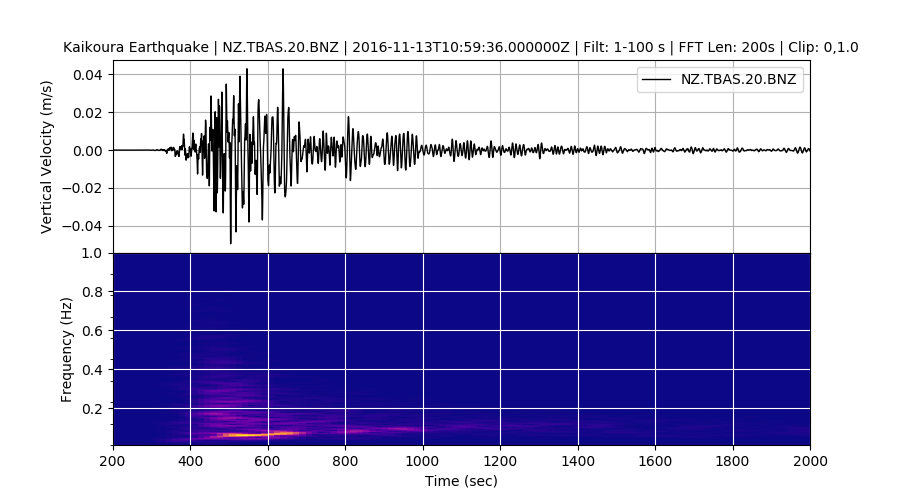 Kaikoura Earthquake | NZ.TBAS.20.BNZ | 2016-11-13T10:59:36.000000Z | Filt: 1-100 s | FFT Len: 200s | Clip: 0,1.0
NZ.TBAS.20.BNZ
Vertical Velocity (m/s)
0.04
0.02
0.00
−0.02
−0.04
Frequency (Hz)
1.0
0.8
0.6
0.4
0.2
200 400 600 800 1000 1200 1400 1600 1800 2000
Time (sec)